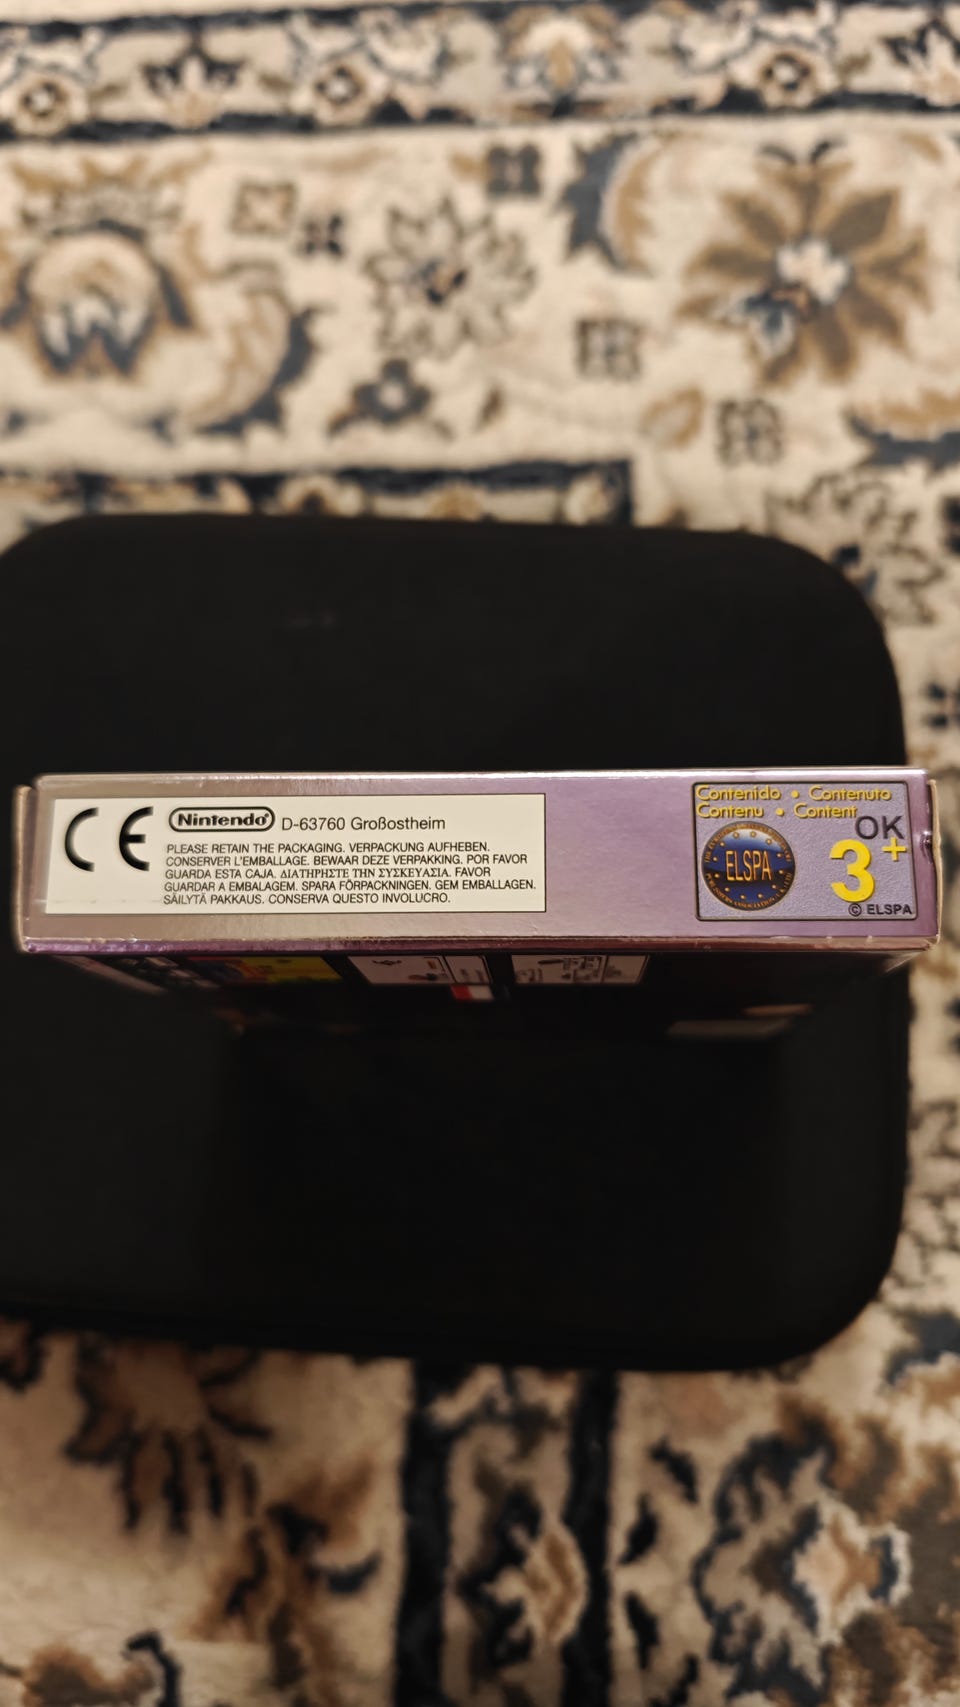 CE Nintendo® D-63760 Großostheim
PLEASE RETAIN THE PACKAGING. VERPACKUNG AUFHEBEN.
CONSERVER L'EMBALLAGE. BEWAAR DEZE VERPAKKING. POR FAVOR
GUARDA ESTA CAJA. ΔΙΑΤΗΡΗΣΤΕ ΤΗΝ ΣΥΣΚΕΥΑΣΙΑ. FAVOR
GUARDAR A EMBALAGEM. SPARA FÖRPACKNINGEN. GEM EMBALLAGEN.
SÄILYTÄ PAKKAUS. CONSERVA QUESTO INVOLUCRO.
Contenido • Contenuto
Contenu • Content
OK
ELSPA
3+
© ELSPA